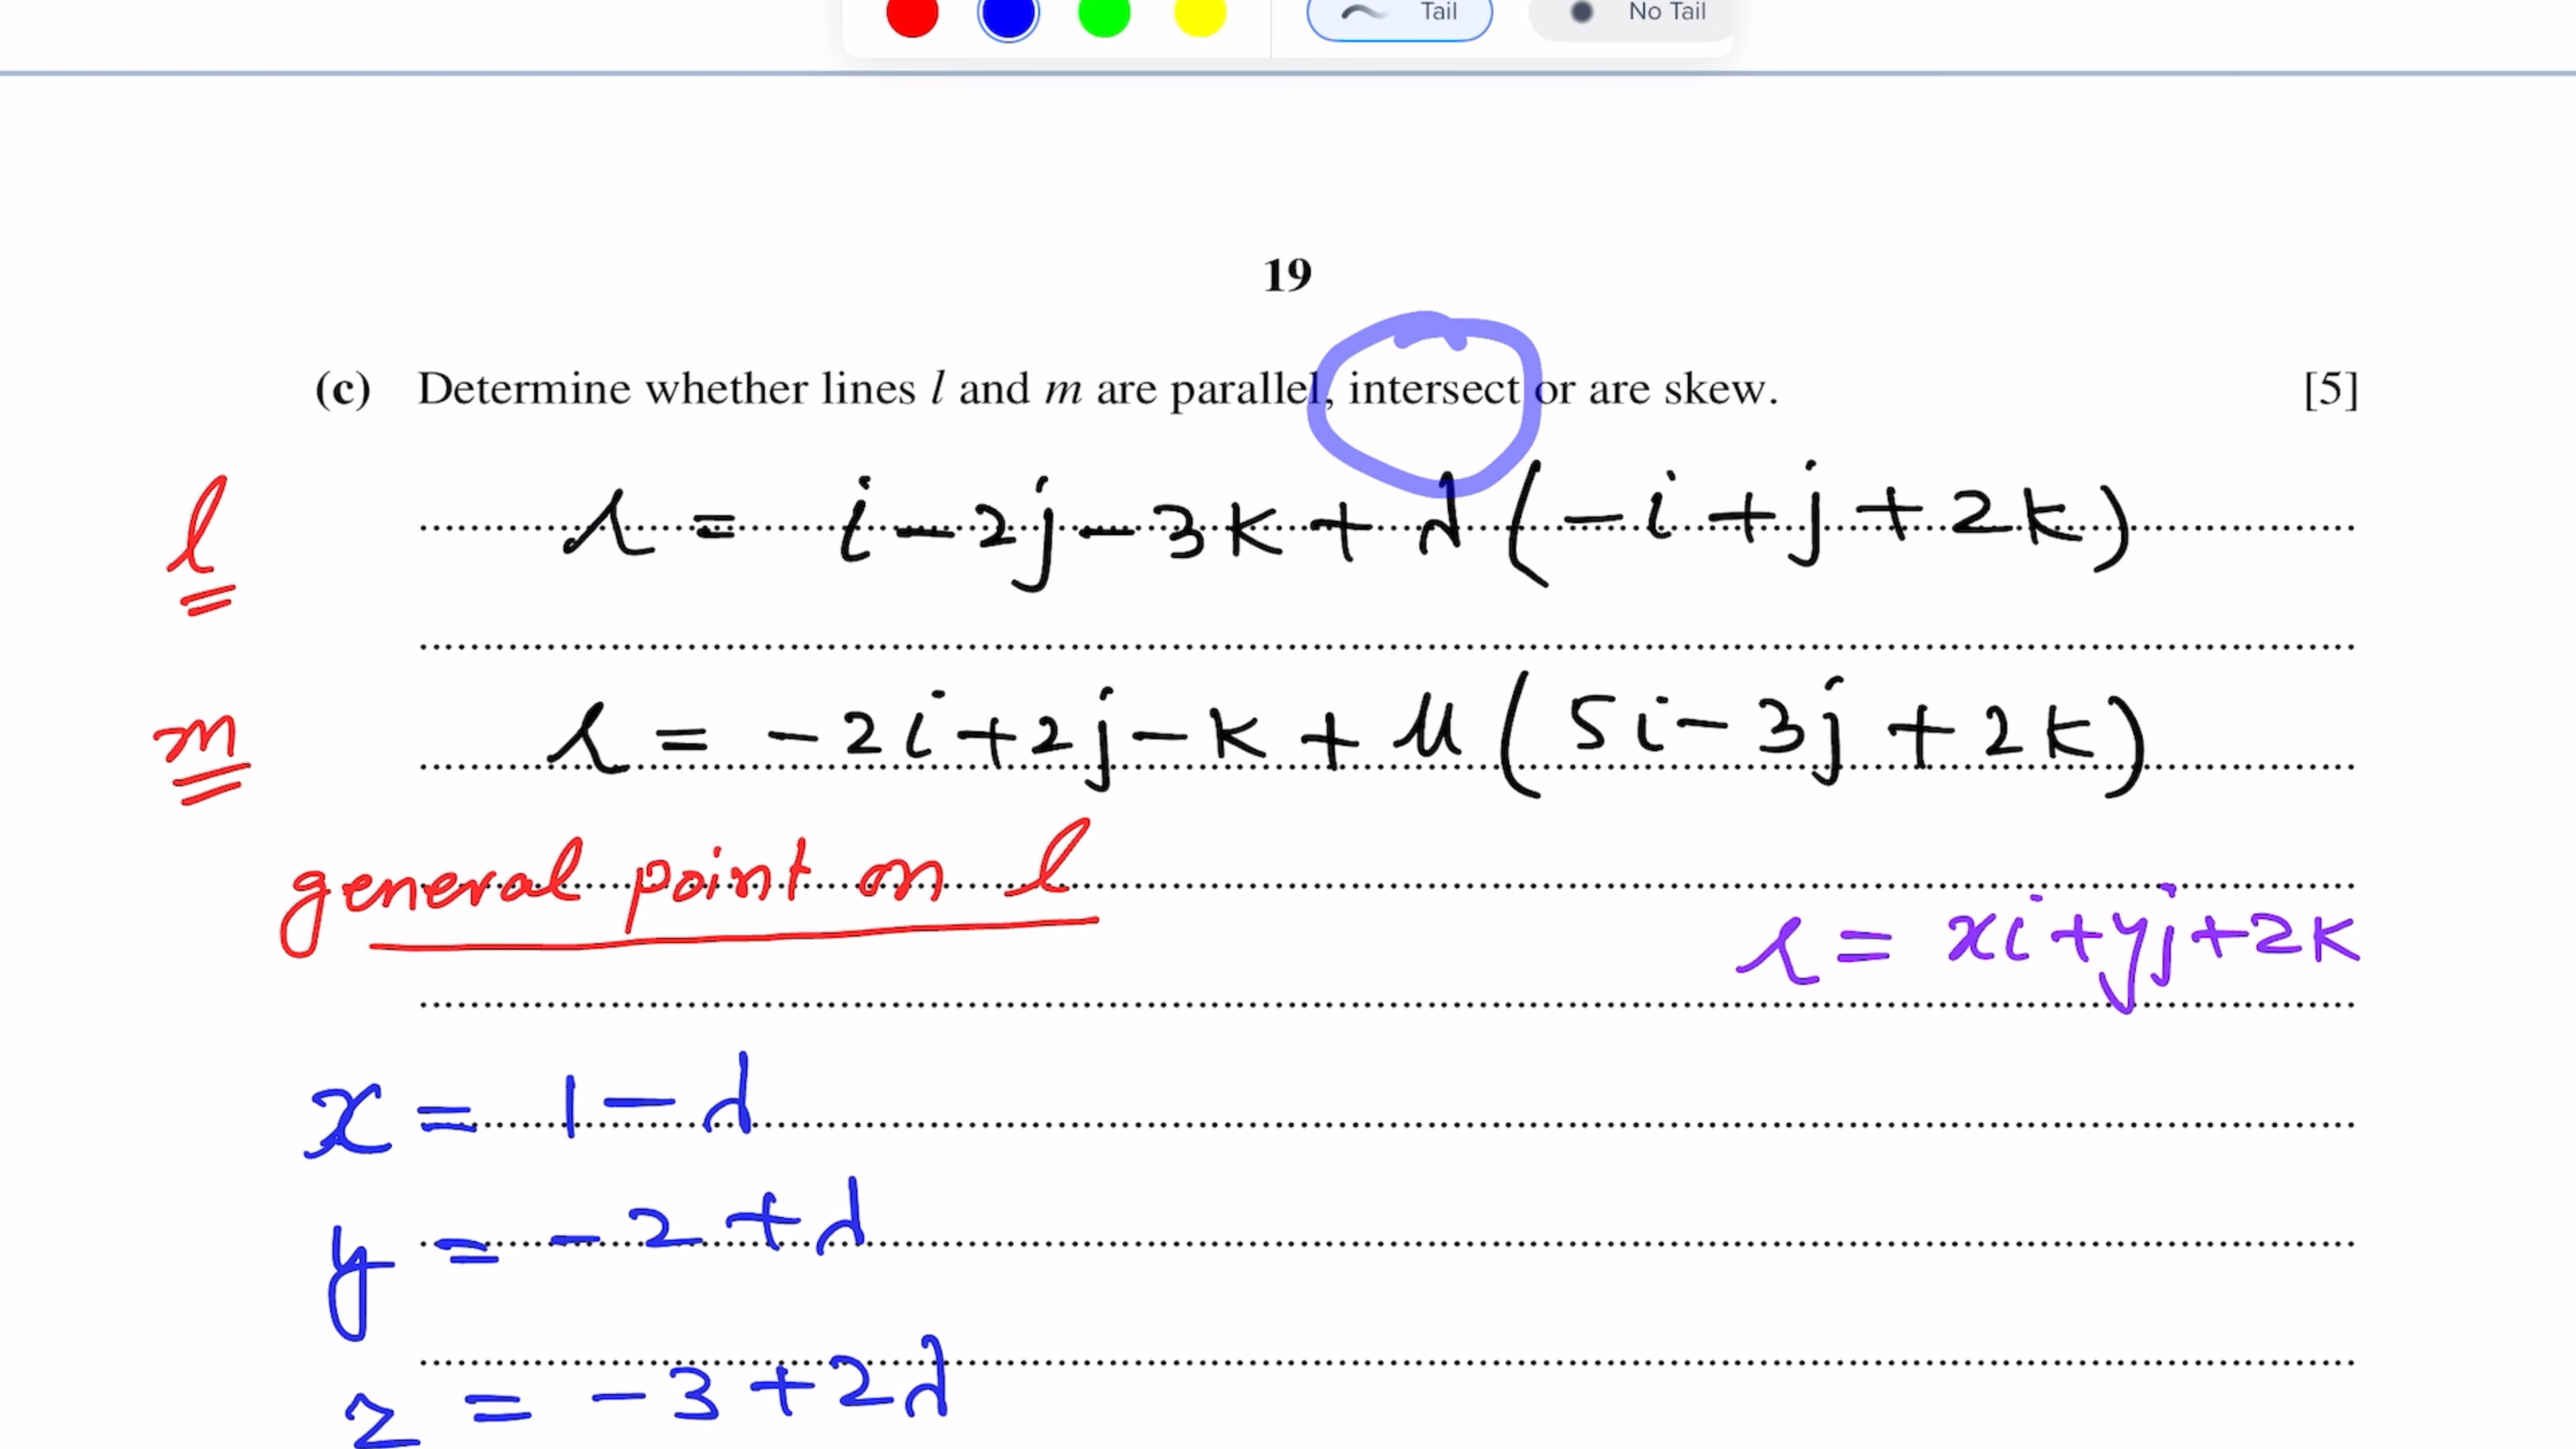 Tail No Tail
19
(c) Determine whether lines l and m are parallel, intersect or are skew. [5]
l r = i - 2j - 3k + λ(-i + j + 2k)
m r = -2i + 2j - k + μ(5i - 3j + 2k)
general point on l
r = xi + yj + zk
x = 1 - λ
y = -2 + λ
z = -3 + 2λ